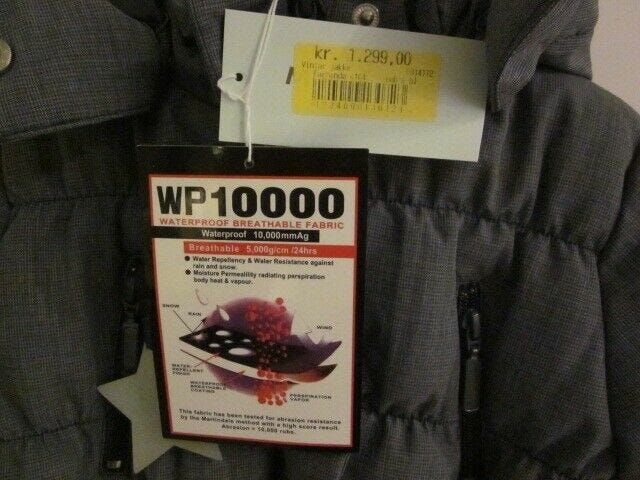 kr. 1.299,00
WP10000
WATERPROOF BREATHABLE FABRIC
Waterproof 10,000mmAg
Breathable 5,000g/cm /24hrs
● Water Repellency & Water Resistance against
rain and snow.
● Moisture Permeality radiating perspiration
body heat & vapour.
SNOW
RAIN
WIND
WATER-
REPELLENT
FINISH
WATERPROOF
BREATHABLE
COATING
PERSPIRATION
VAPOR
This fabric has been tested for abrasion resistance
by the Martindale method with a high score result.
Abrasion = 10,000 rubs.